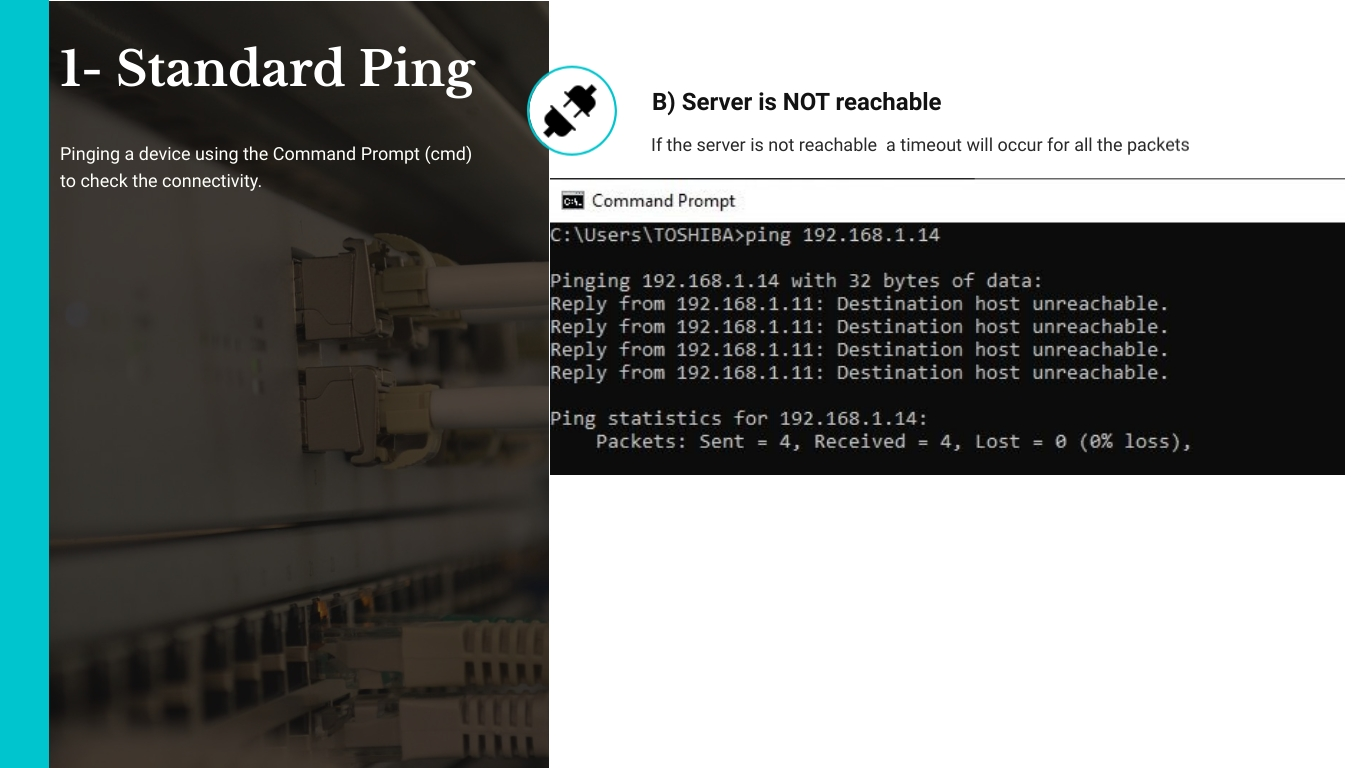 1- Standard Ping
Pinging a device using the Command Prompt (cmd)
to check the connectivity.
B) Server is NOT reachable
If the server is not reachable  a timeout will occur for all the packets
C:\. Command Prompt
C:\Users\TOSHIBA>ping 192.168.1.14
Pinging 192.168.1.14 with 32 bytes of data:
Reply from 192.168.1.11: Destination host unreachable.
Reply from 192.168.1.11: Destination host unreachable.
Reply from 192.168.1.11: Destination host unreachable.
Reply from 192.168.1.11: Destination host unreachable.
Ping statistics for 192.168.1.14:
    Packets: Sent = 4, Received = 4, Lost = 0 (0% loss),